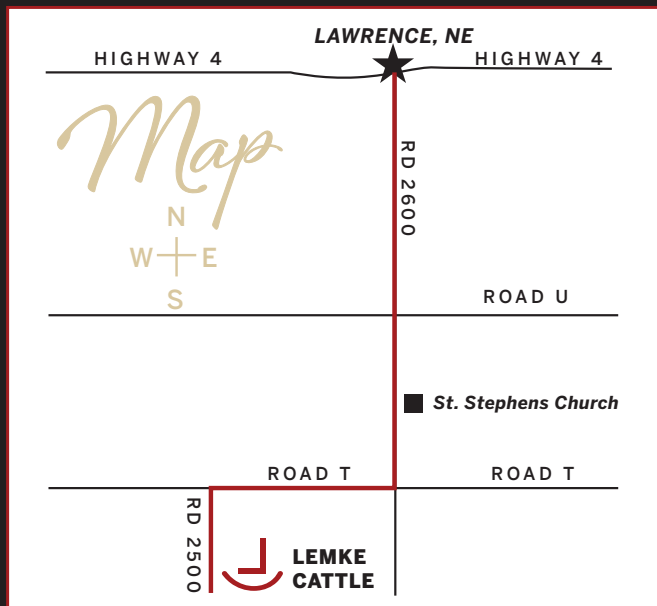 LAWRENCE, NE
HIGHWAY 4
HIGHWAY 4
Map
RD 2600
N
W E
S
ROAD U
St. Stephens Church
ROAD T
ROAD T
RD 2500
LEMKE
CATTLE